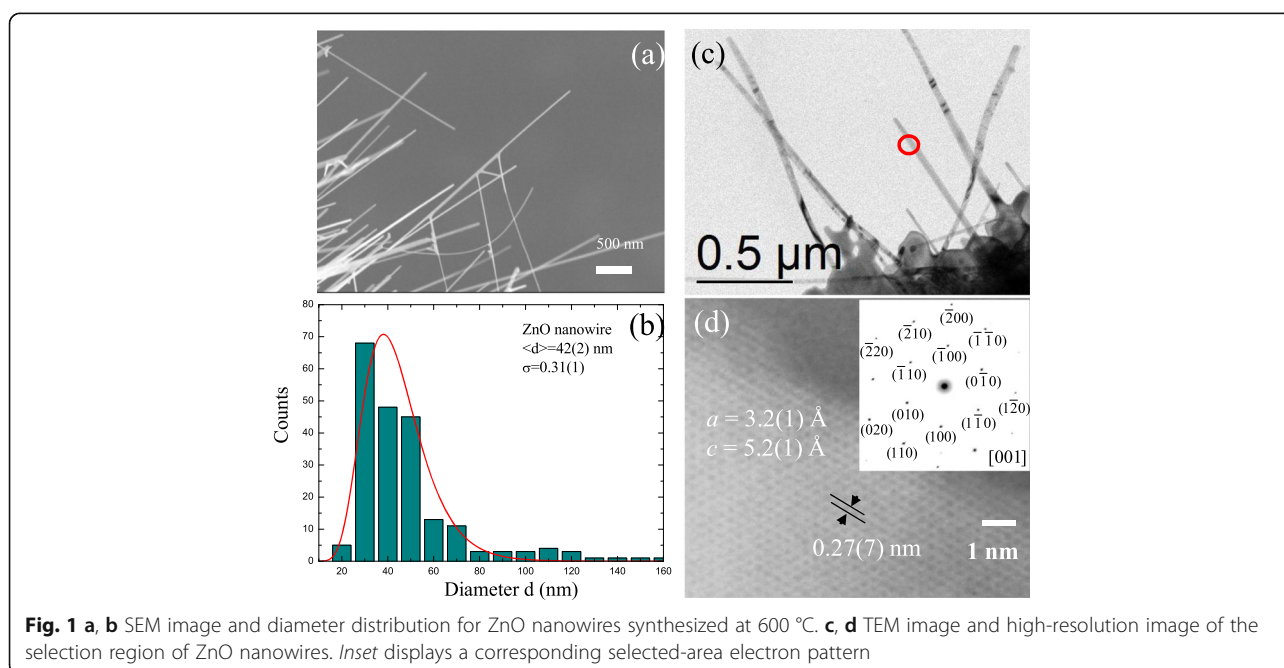 (a)
500 nm
(b)
80
70
60
50
40
30
20
10
0
Counts
ZnO nanowire
<d>=42(2) nm
σ=0.31(1)
20 40 60 80 100 120 140 160
Diameter d (nm)
(c)
0.5 μm
(d)
a = 3.2(1) Å
c = 5.2(1) Å
0.27(7) nm
1 nm
(2̅00)
(2̅10)
(1̅ 1̅0)
(2̅20)
(1̅00)
(1̅10)
(01̅0)
(12̅0)
(010)
(020)
(11̅0)
(100)
(110)
[001]
Fig. 1 a, b SEM image and diameter distribution for ZnO nanowires synthesized at 600 °C. c, d TEM image and high-resolution image of the
selection region of ZnO nanowires. Inset displays a corresponding selected-area electron pattern